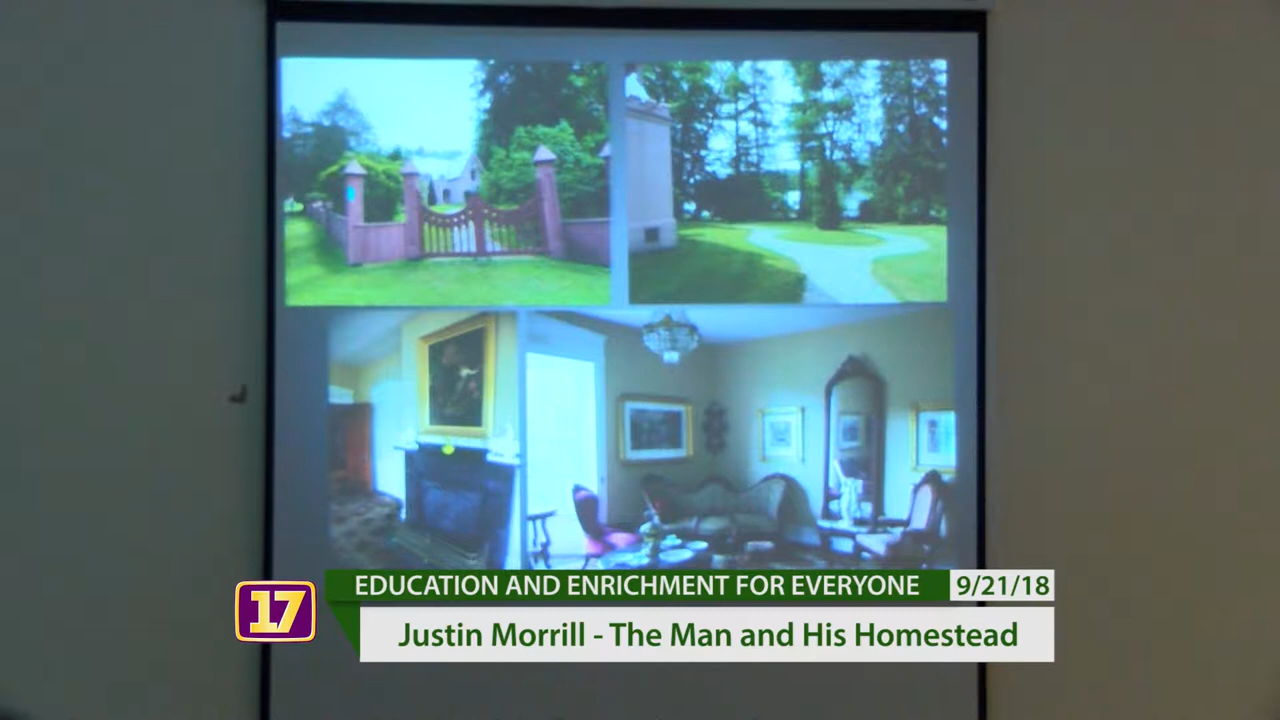 EDUCATION AND ENRICHMENT FOR EVERYONE 9/21/18
17
Justin Morrill - The Man and His Homestead